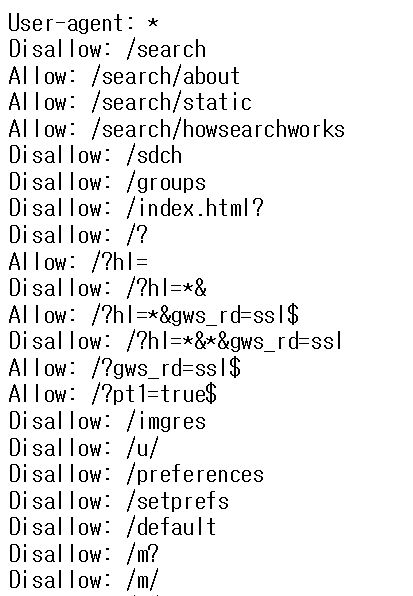 User-agent: *
Disallow: /search
Allow: /search/about
Allow: /search/static
Allow: /search/howsearchworks
Disallow: /sdch
Disallow: /groups
Disallow: /index.html?
Disallow: /?
Allow: /?hl=
Disallow: /?hl=*&
Allow: /?hl=*&gws_rd=ssl$
Disallow: /?hl=*&*&gws_rd=ssl
Allow: /?gws_rd=ssl$
Allow: /?pt1=true$
Disallow: /imgres
Disallow: /u/
Disallow: /preferences
Disallow: /setprefs
Disallow: /default
Disallow: /m?
Disallow: /m/